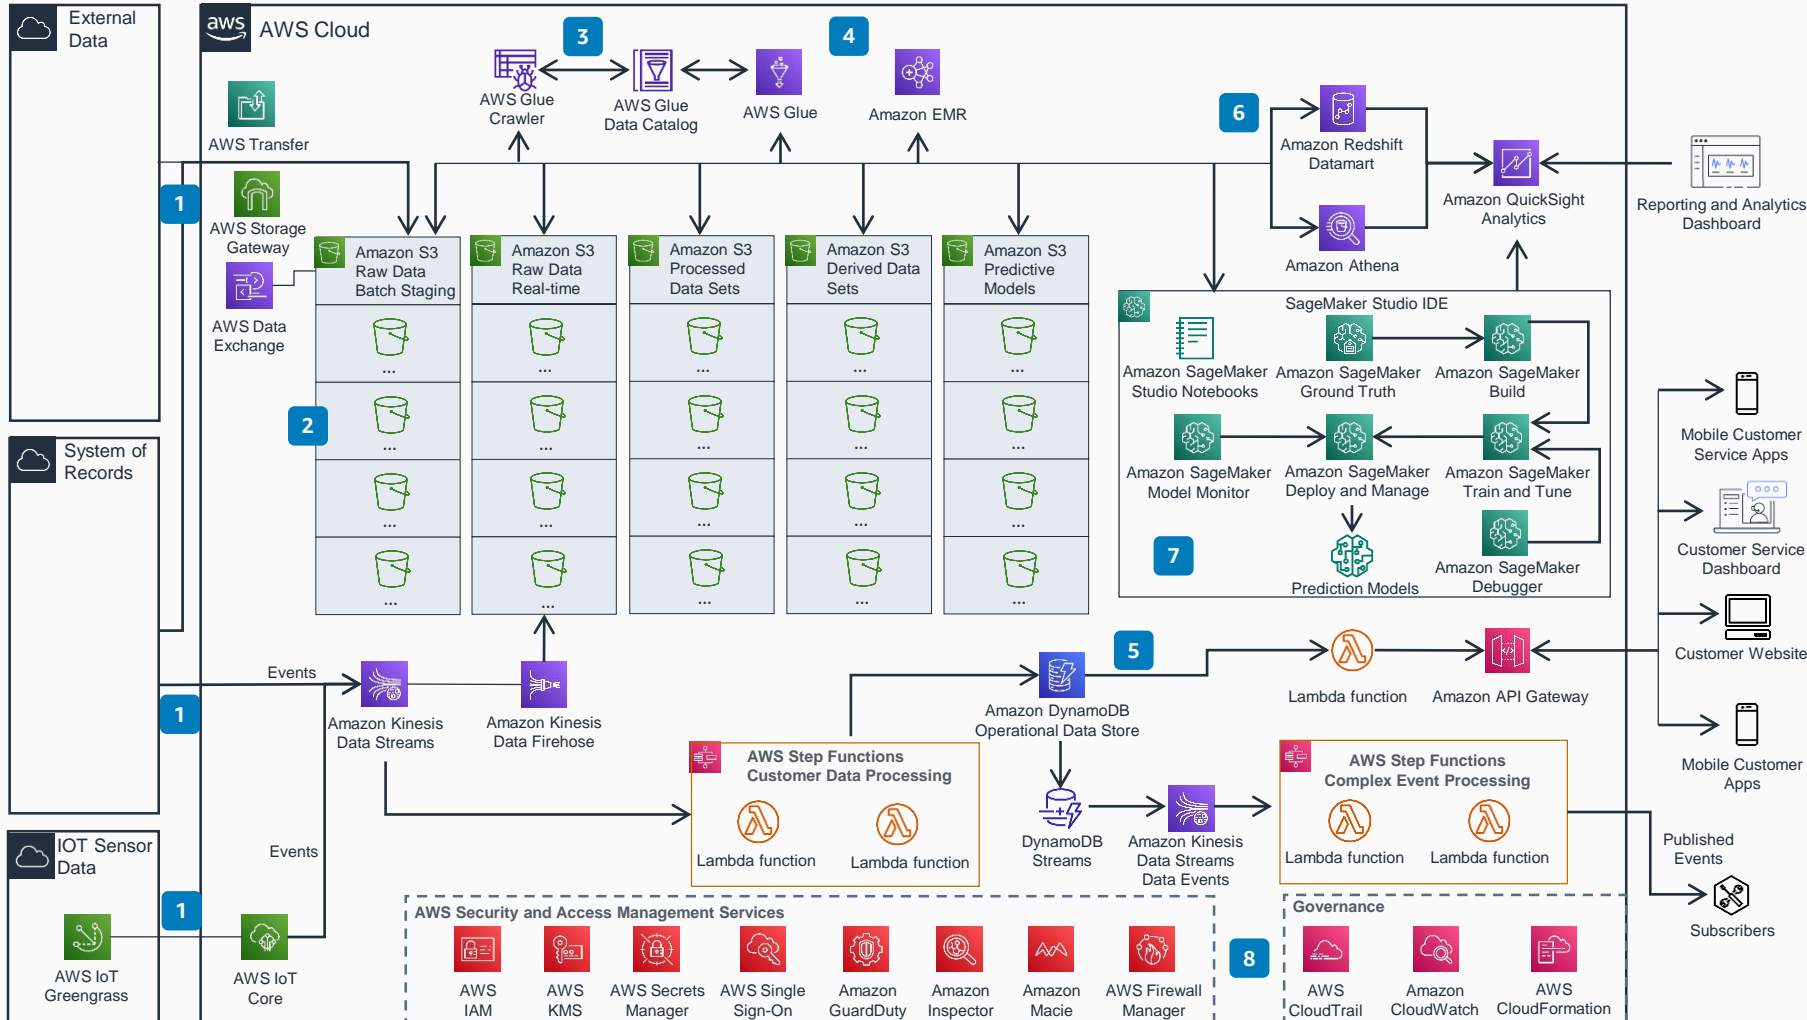 External
Data
aws
AWS Cloud
3
4
AWS Glue
Crawler
AWS Glue
Data Catalog
AWS Glue
Amazon EMR
AWS Transfer
6
Amazon Redshift
Datamart
Amazon QuickSight
Analytics
Amazon Athena
Reporting and Analytics
Dashboard
1
AWS Storage
Gateway
AWS Data
Exchange
Amazon S3
Raw Data
Batch Staging
...
...
...
...
Amazon S3
Raw Data
Real-time
...
...
...
...
Amazon S3
Processed
Data Sets
...
...
...
...
Amazon S3
Derived Data
Sets
...
...
...
...
Amazon S3
Predictive
Models
...
...
...
...
2
SageMaker Studio IDE
Amazon SageMaker
Studio Notebooks
Amazon SageMaker
Ground Truth
Amazon SageMaker
Build
Amazon SageMaker
Model Monitor
Amazon SageMaker
Deploy and Manage
Amazon SageMaker
Train and Tune
7
Prediction Models
Amazon SageMaker
Debugger
Mobile Customer
Service Apps
Customer Service
Dashboard
Customer Website
Mobile Customer
Apps
System of
Records
1
Events
Amazon Kinesis
Data Streams
Amazon Kinesis
Data Firehose
5
Amazon DynamoDB
Operational Data Store
Lambda function
Amazon API Gateway
AWS Step Functions
Customer Data Processing
Lambda function
Lambda function
DynamoDB
Streams
Amazon Kinesis
Data Streams
Data Events
AWS Step Functions
Complex Event Processing
Lambda function
Lambda function
Published
Events
Subscribers
IOT Sensor
Data
Events
1
AWS IoT
Greengrass
AWS IoT
Core
AWS Security and Access Management Services
AWS
IAM
AWS
KMS
AWS Secrets
Manager
AWS Single
Sign-On
Amazon
GuardDuty
Amazon
Inspector
Amazon
Macie
AWS Firewall
Manager
8
Governance
AWS
CloudTrail
Amazon
CloudWatch
AWS
CloudFormation